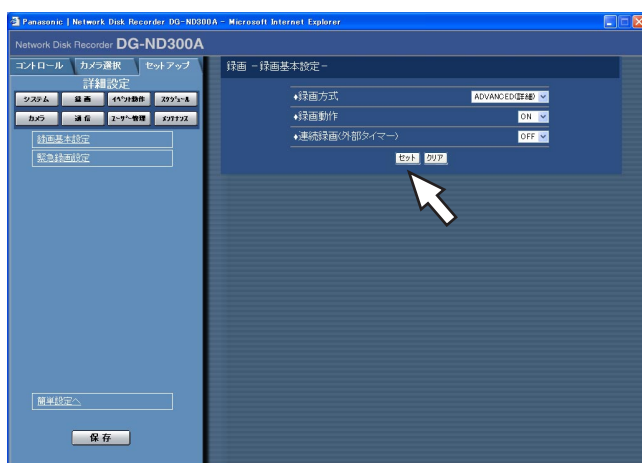 Panasonic | Network Disk Recorder DG-ND300A - Microsoft Internet Explorer
Network Disk Recorder DG-ND300A
コントロール カメラ選択 セットアップ
詳細設定
システム 録画 イベント動作 スケジュール
カメラ 通信 ユーザー管理 メンテナンス
録画基本設定
緊急録画設定
簡単設定へ
保存
録画 －録画基本設定－
♦録画方式 ADVANCED(詳細)
♦録画動作 ON
♦連続録画(外部タイマー) OFF
セット クリア